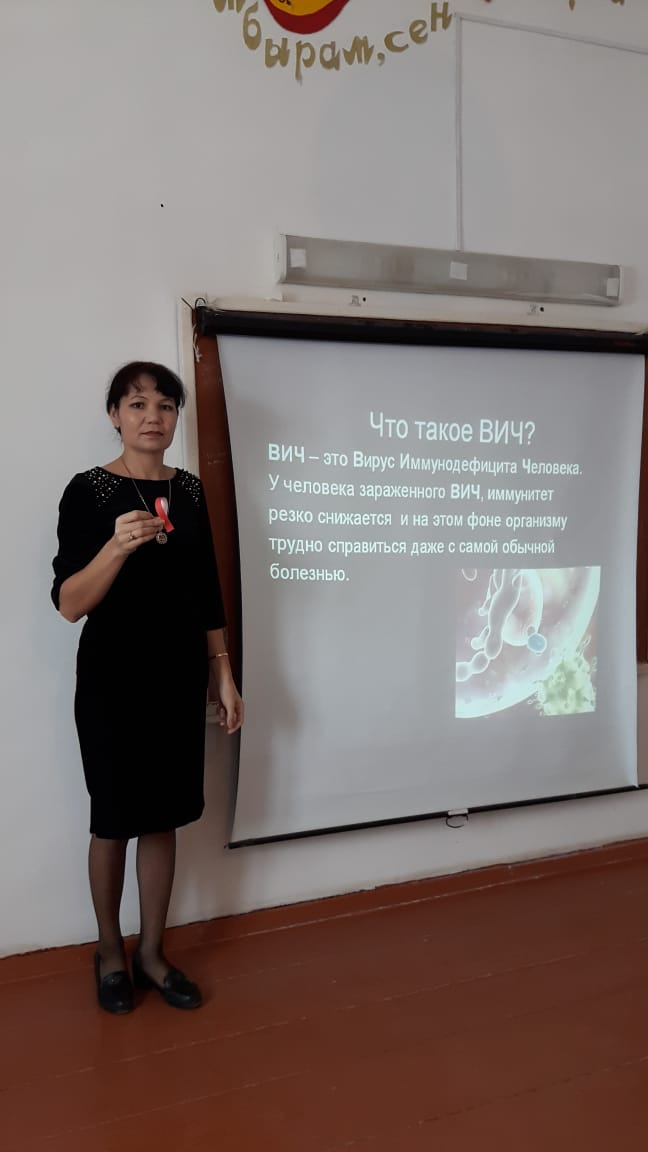 бырам, сен
Что такое ВИЧ?
ВИЧ – это Вирус Иммунодефицита Человека.
У человека зараженного ВИЧ, иммунитет
резко снижается и на этом фоне организму
трудно справиться даже с самой обычной
болезнью.